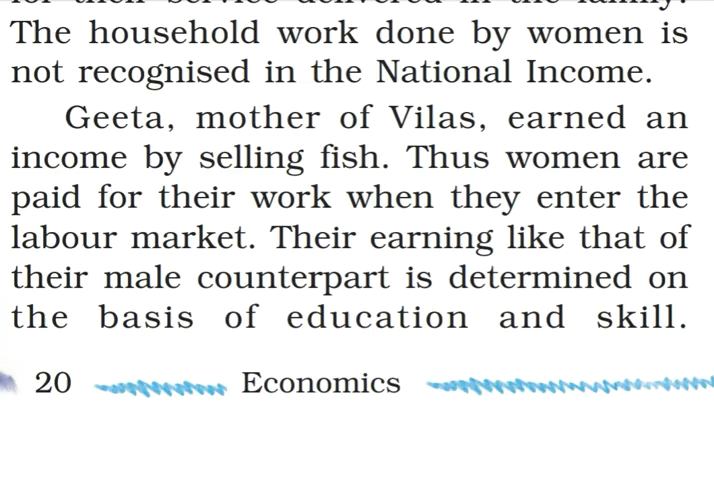 The household work done by women is
not recognised in the National Income.
Geeta, mother of Vilas, earned an
income by selling fish. Thus women are
paid for their work when they enter the
labour market. Their earning like that of
their male counterpart is determined on
the basis of education and skill.
20 Economics